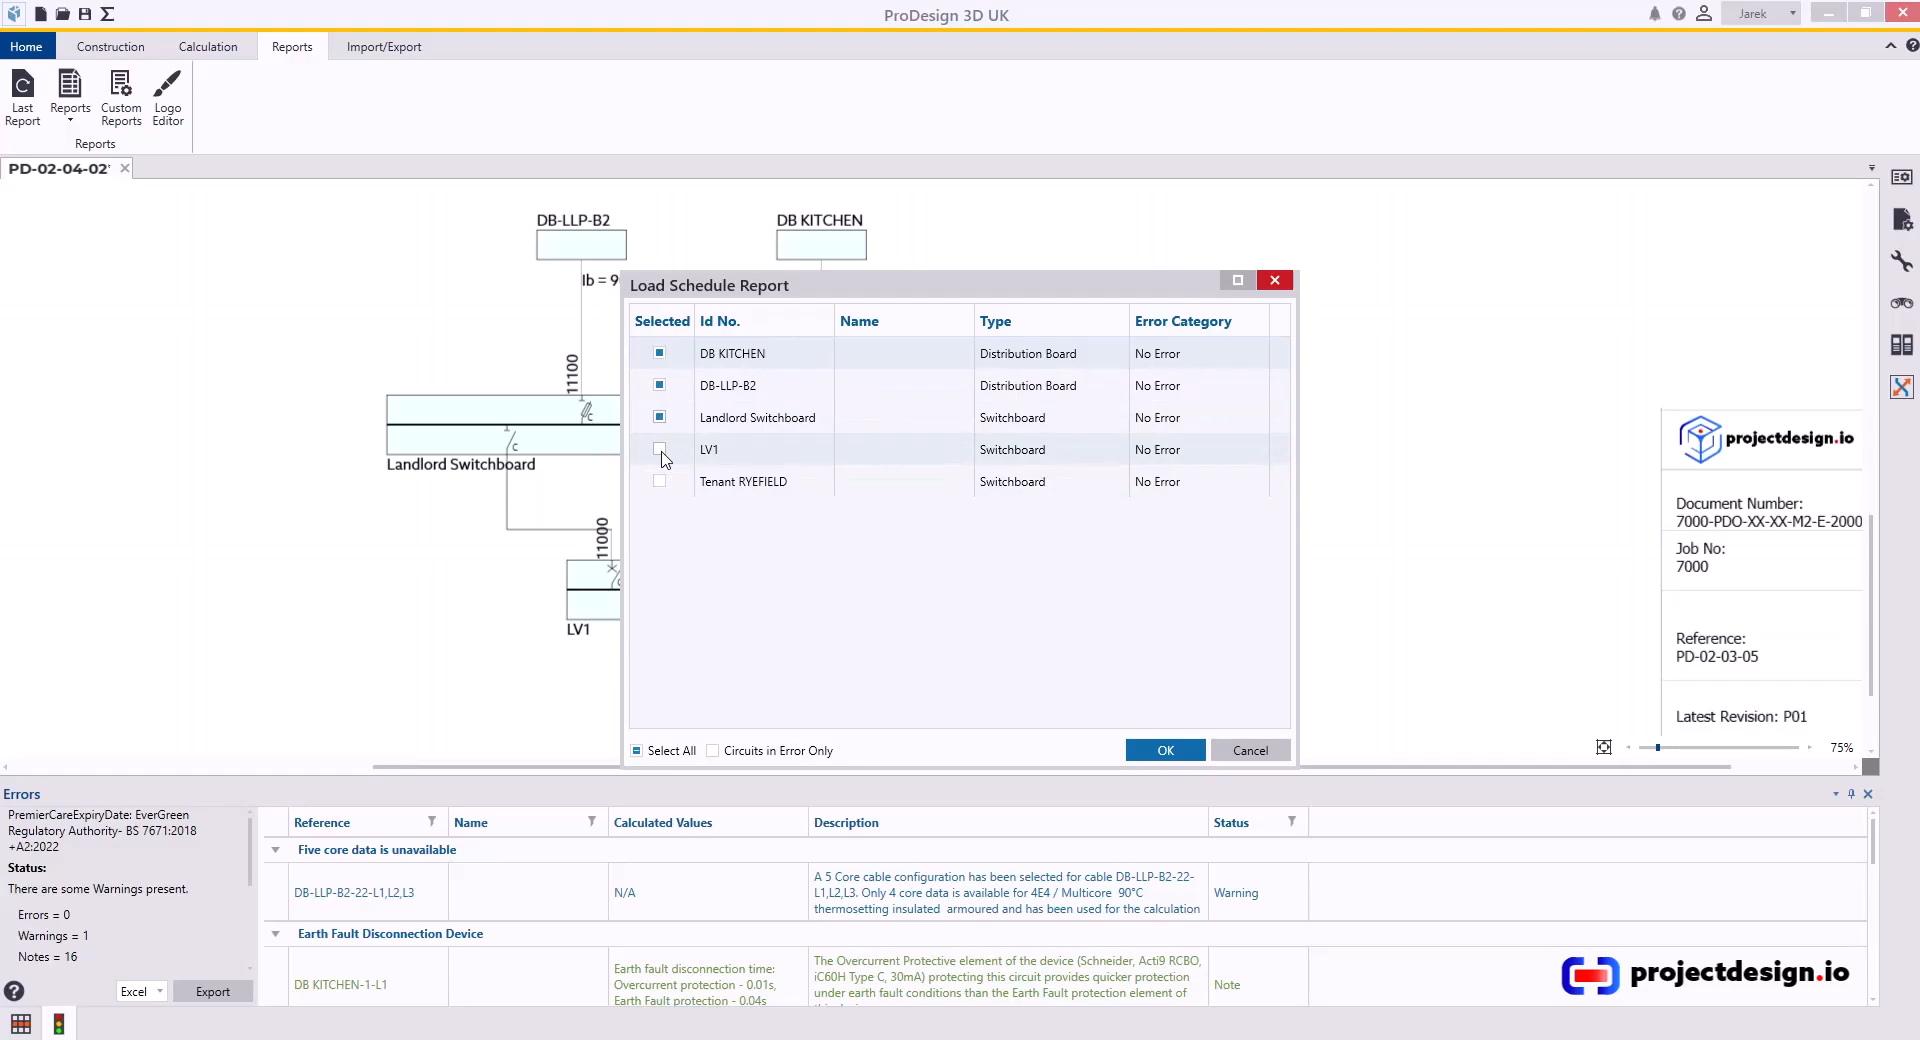 ProDesign 3D UK
Jarek
Home
Construction
Calculation
Reports
Import/Export
Last Report
Reports
Custom Reports
Logo Editor
Reports
PD-02-04-02
DB-LLP-B2
DB KITCHEN
Ib = 9
11100
C
C
Landlord Switchboard
11000
LV1
Load Schedule Report
Selected Id No. Name Type Error Category
DB KITCHEN Distribution Board No Error
DB-LLP-B2 Distribution Board No Error
Landlord Switchboard Switchboard No Error
LV1 Switchboard No Error
Tenant RYEFIELD Switchboard No Error
Select All Circuits in Error Only OK Cancel
projectdesign.io
Document Number:
7000-PDO-XX-XX-M2-E-2000
Job No:
7000
Reference:
PD-02-03-05
Latest Revision: P01
75%
Errors
PremierCareExpiryDate: EverGreen
Regulatory Authority- BS 7671:2018
+A2:2022
Status:
There are some Warnings present.
Errors = 0
Warnings = 1
Notes = 16
Excel
Export
Reference Name Calculated Values Description Status
Five core data is unavailable
DB-LLP-B2-22-L1,L2,L3
N/A
A 5 Core cable configuration has been selected for cable DB-LLP-B2-22-
L1,L2,L3. Only 4 core data is available for 4E4 / Multicore 90°C
thermosetting insulated armoured and has been used for the calculation
Warning
Earth Fault Disconnection Device
DB KITCHEN-1-L1
Earth fault disconnection time:
Overcurrent protection - 0.01s,
Earth Fault protection - 0.04s
The Overcurrent Protective element of the device (Schneider, Acti9 RCBO,
iC60H Type C, 30mA) protecting this circuit provides quicker protection
under earth fault conditions than the Earth Fault protection element of
Note
projectdesign.io